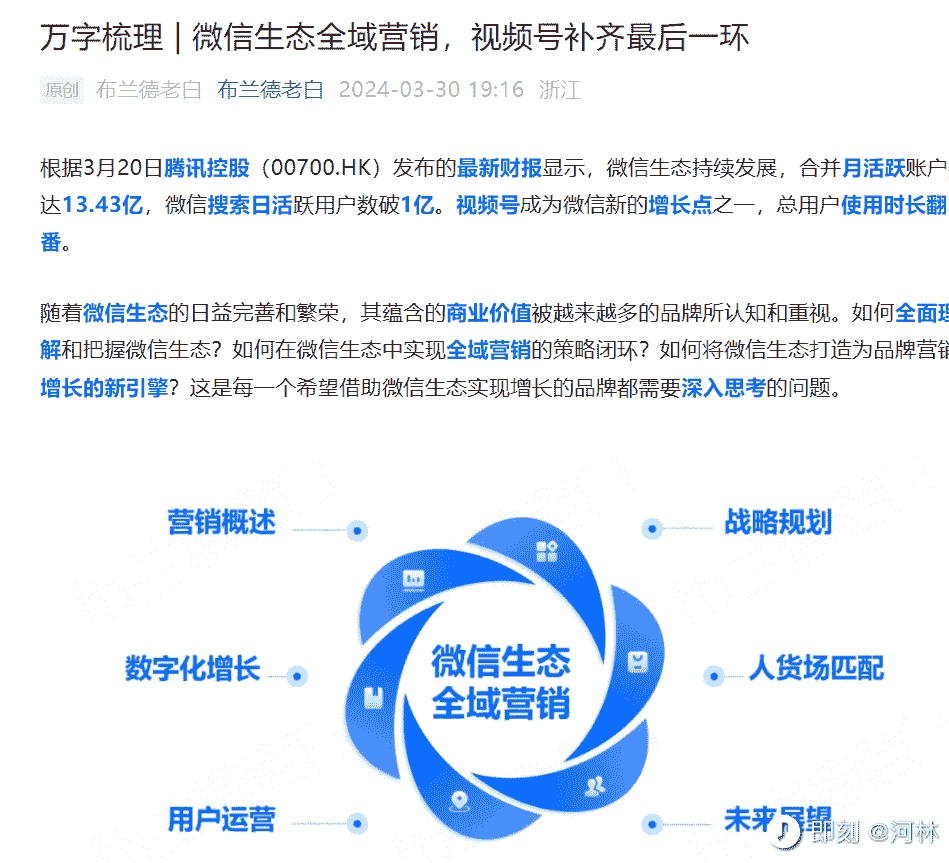 万字梳理 | 微信生态全域营销，视频号补齐最后一环
原创 布兰德老白 布兰德老白 2024-03-30 19:16 浙江
根据3月20日腾讯控股（00700.HK）发布的最新财报显示，微信生态持续发展，合并月活跃账户
达13.43亿，微信搜索日活跃用户数破1亿。视频号成为微信新的增长点之一，总用户使用时长翻
番。
随着微信生态的日益完善和繁荣，其蕴含的商业价值被越来越多的品牌所认知和重视。如何全面理
解和把握微信生态？如何在微信生态中实现全域营销的策略闭环？如何将微信生态打造为品牌营销
增长的新引擎？这是每一个希望借助微信生态实现增长的品牌都需要深入思考的问题。
营销概述
战略规划
微信生态
全域营销
数字化增长
人货场匹配
用户运营
未来展望
即刻 @河林